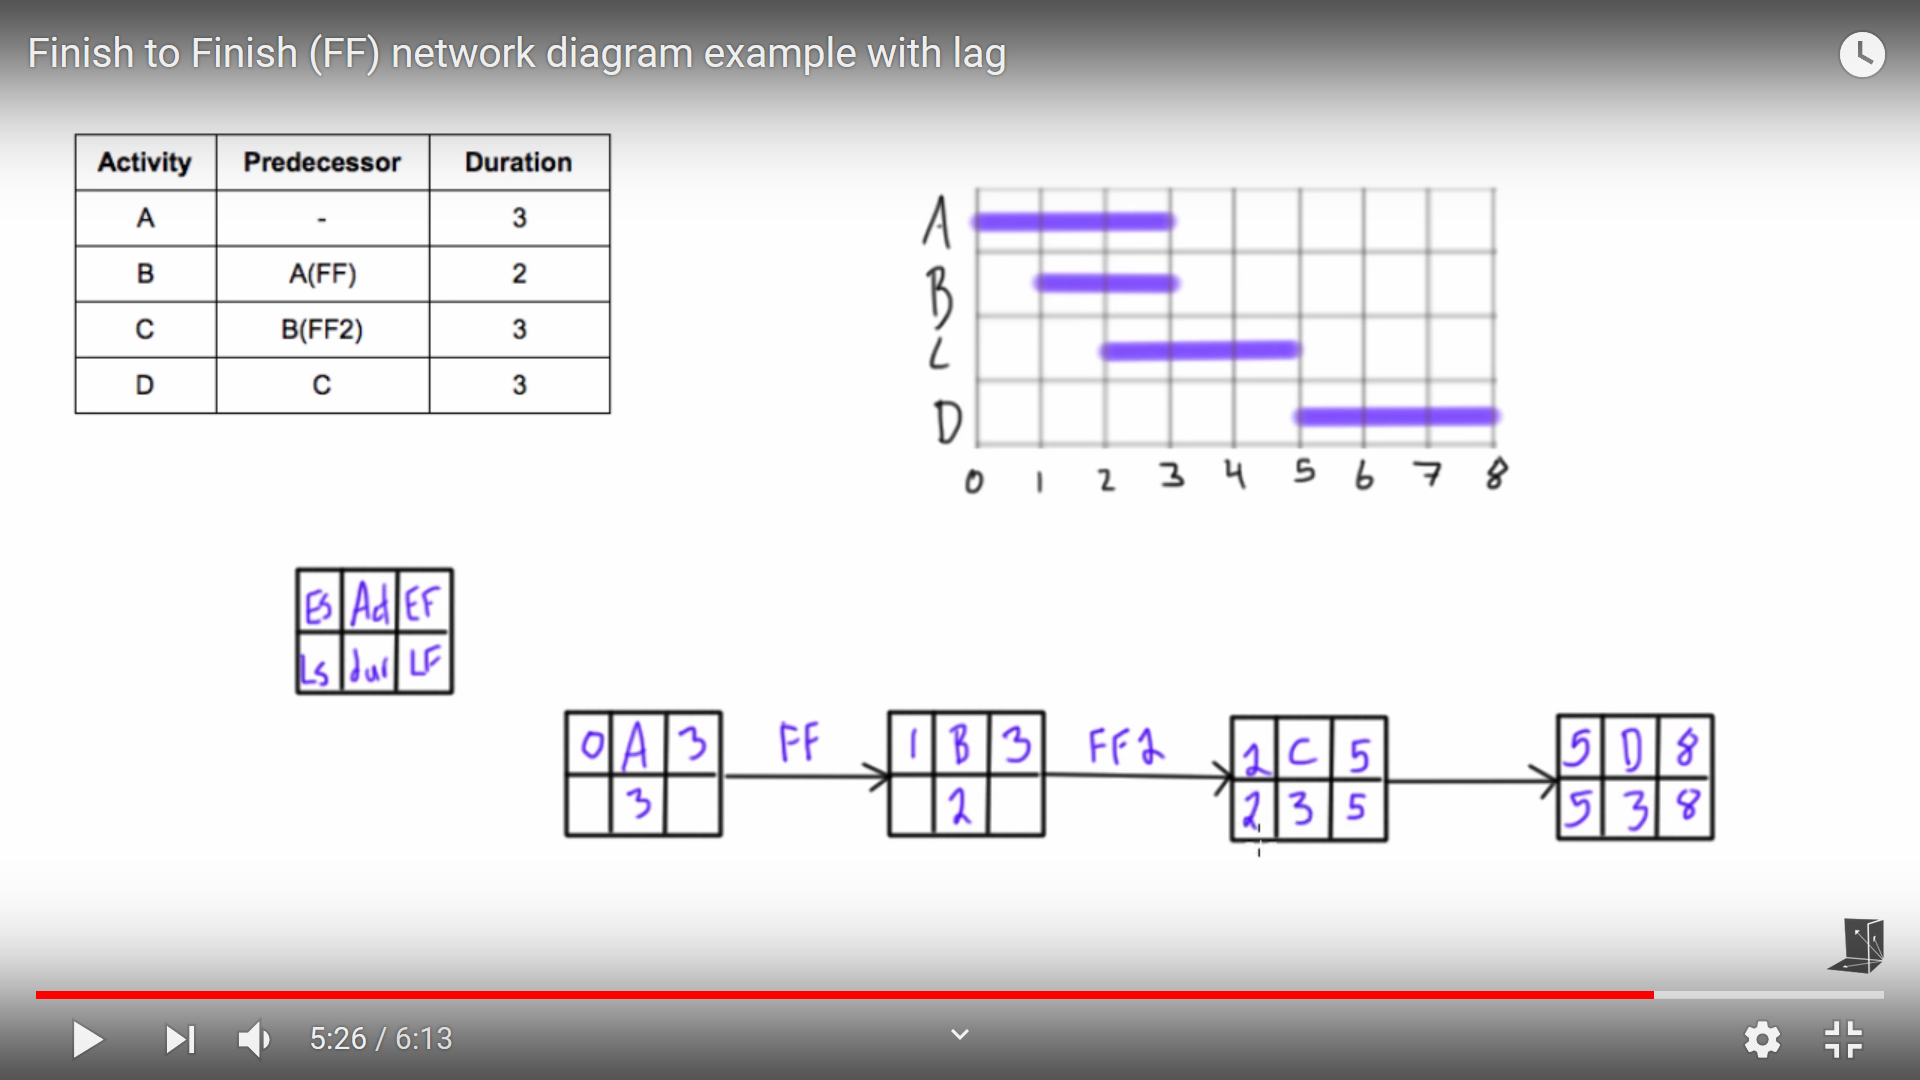 Finish to Finish (FF) network diagram example with lag
Activity Predecessor Duration
A - 3
B A(FF) 2
C B(FF2) 3
D C 3
A
B
C
D
0 1 2 3 4 5 6 7 8
ES Ad EF
LS dur LF
0 A 3 FF 1 B 3 FF2 2 C 5 5 D 8
3 2 2 3 5 5 3 8
5:26 / 6:13